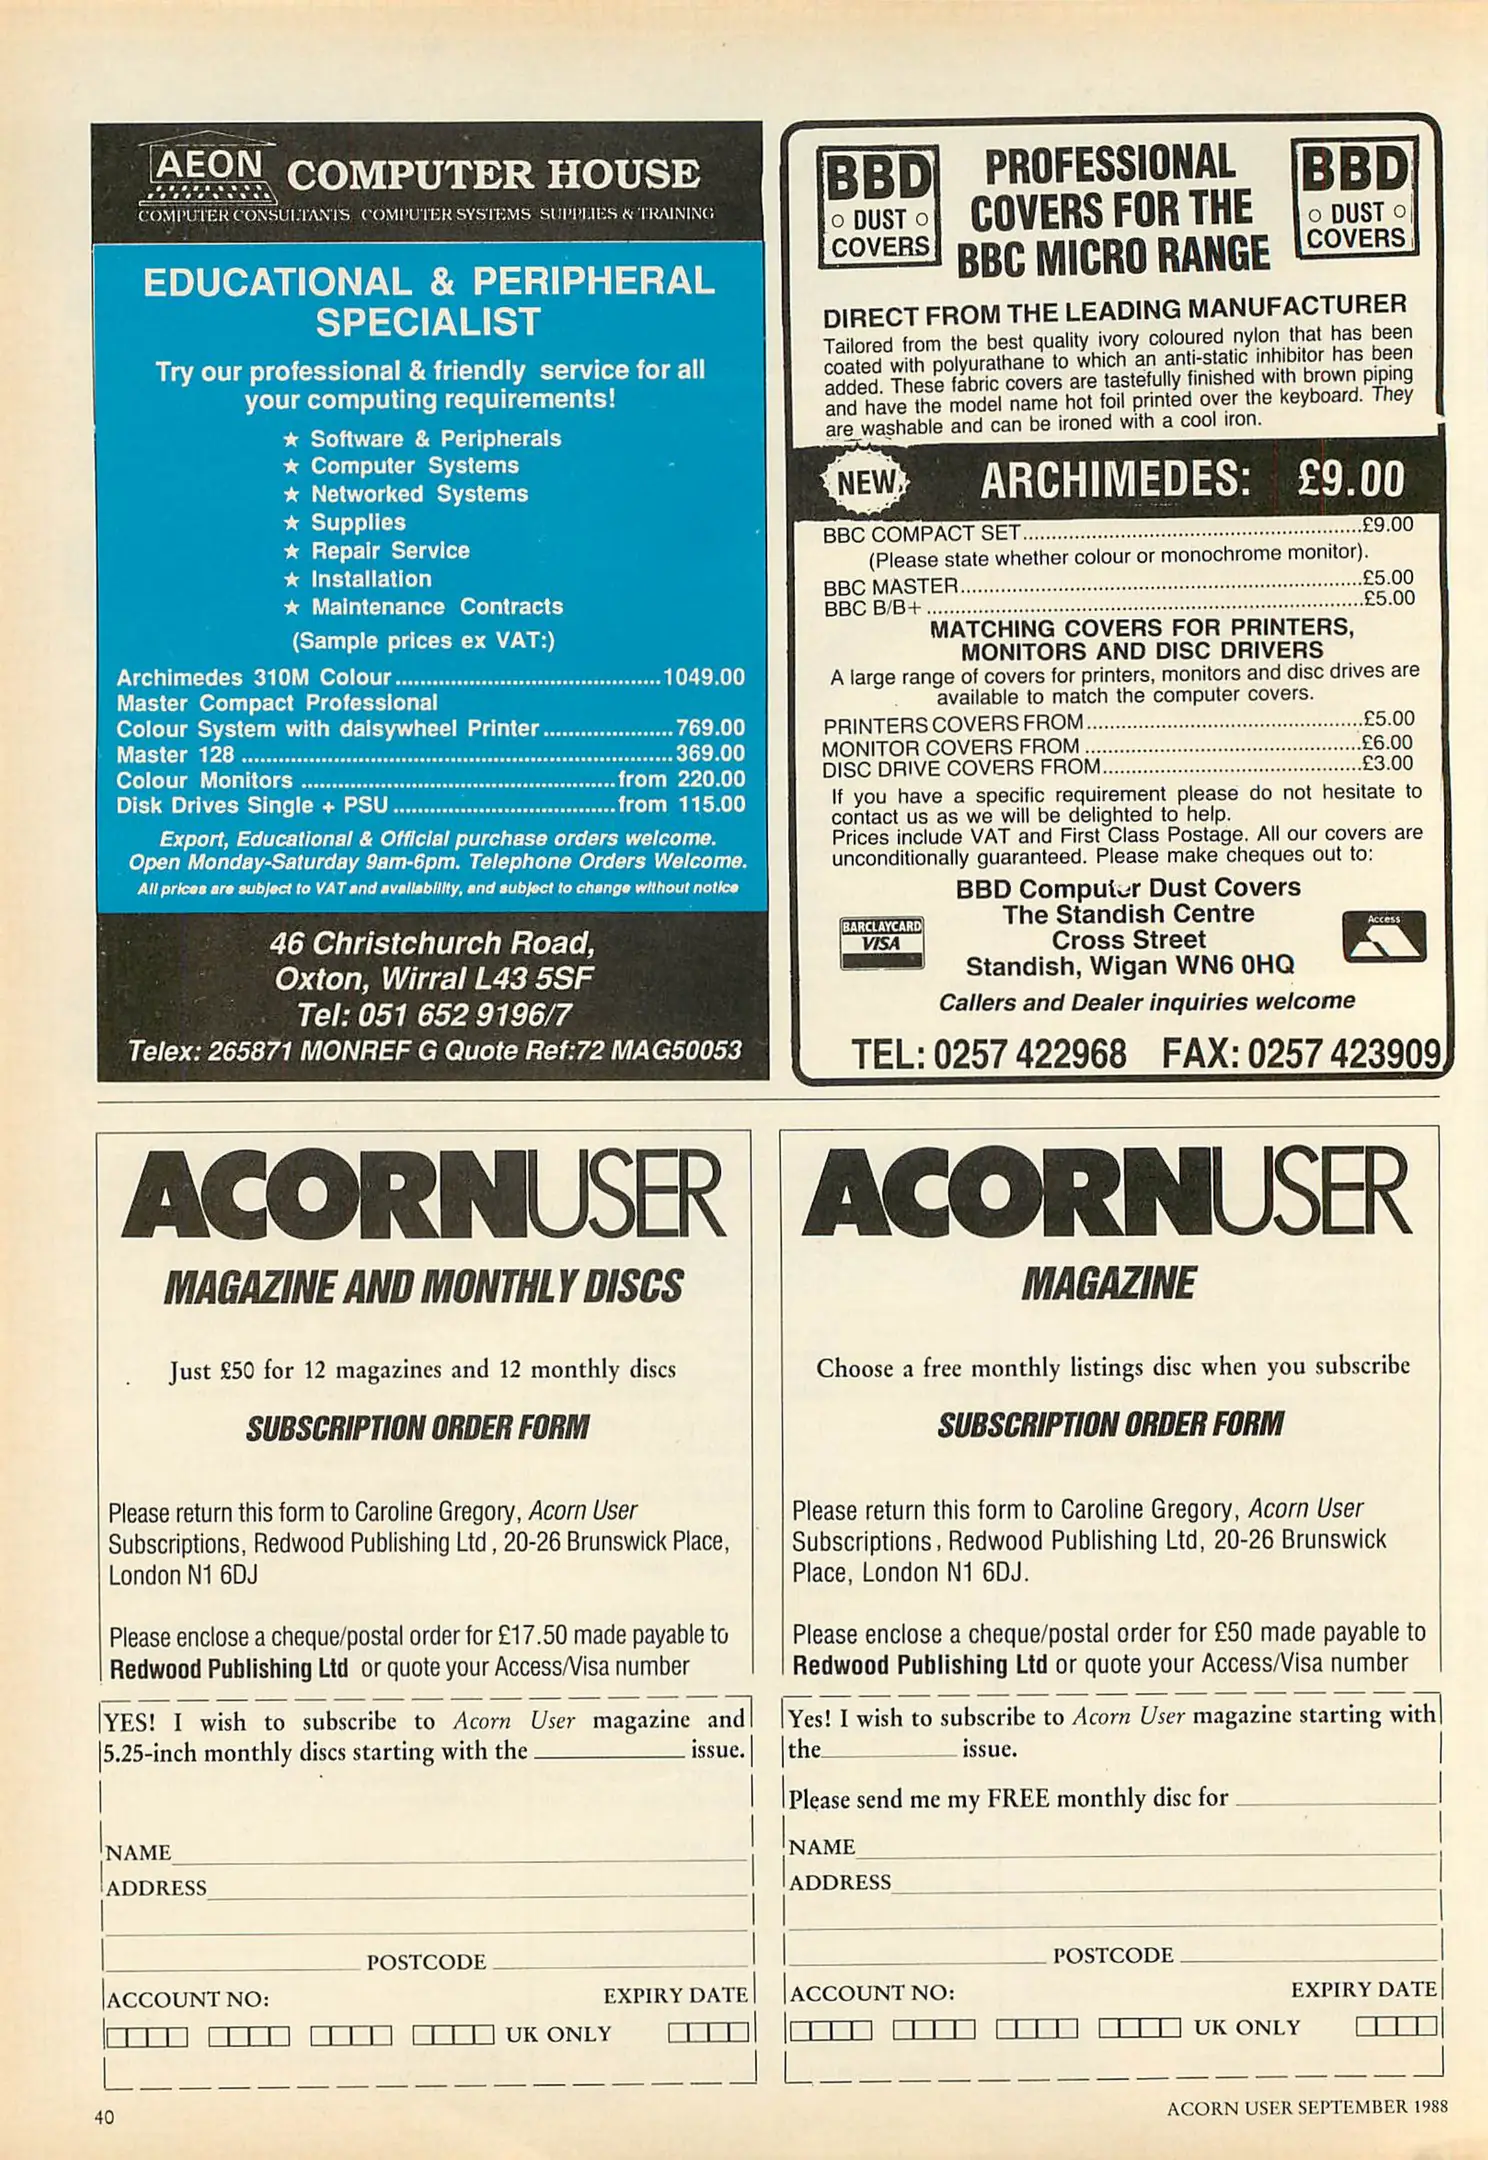 AEON COMPUTER HOUSE
COMPUTER CONSULTANTS COMPUTER SYSTEMS SUPPLIES & TRAINING
EDUCATIONAL & PERIPHERAL
SPECIALIST
Try our professional & friendly service for all
your computing requirements!
★ Software & Peripherals
★ Computer Systems
★ Networked Systems
★ Supplies
★ Repair Service
★ Installation
★ Maintenance Contracts
(Sample prices ex VAT:)
Archimedes 310M Colour ........ 1049.00
Master Compact Professional
Colour System with daisywheel Printer ........ 769.00
Master 128 ........ 369.00
Colour Monitors ........ from 220.00
Disk Drives Single + PSU ........ from 115.00
Export, Educational & Official purchase orders welcome.
Open Monday-Saturday 9am-6pm. Telephone Orders Welcome.
All prices are subject to VAT and availability, and subject to change without notice
46 Christchurch Road,
Oxton, Wirral L43 5SF
Tel: 051 652 9196/7
Telex: 265871 MONREF G Quote Ref:72 MAG50053
BBD
DUST
COVERS
PROFESSIONAL
COVERS FOR THE
BBC MICRO RANGE
BBD
DUST
COVERS
DIRECT FROM THE LEADING MANUFACTURER
Tailored from the best quality ivory coloured nylon that has been
coated with polyurathane to which an anti-static inhibitor has been
added. These fabric covers are tastefully finished with brown piping
and have the model name hot foil printed over the keyboard. They
are washable and can be ironed with a cool iron.
NEW ARCHIMEDES: £9.00
BBC COMPACT SET ........ £9.00
(Please state whether colour or monochrome monitor).
BBC MASTER ........ £5.00
BBC B/B+ ........ £5.00
MATCHING COVERS FOR PRINTERS,
MONITORS AND DISC DRIVERS
A large range of covers for printers, monitors and disc drives are
available to match the computer covers.
PRINTERS COVERS FROM ........ £5.00
MONITOR COVERS FROM ........ £6.00
DISC DRIVE COVERS FROM ........ £3.00
If you have a specific requirement please do not hesitate to
contact us as we will be delighted to help.
Prices include VAT and First Class Postage. All our covers are
unconditionally guaranteed. Please make cheques out to:
BBD Computer Dust Covers
The Standish Centre
Cross Street
Standish, Wigan WN6 0HQ
BARCLAYCARD
VISA
Access
Callers and Dealer inquiries welcome
TEL: 0257 422968 FAX: 0257 423909
ACORNUSER
MAGAZINE AND MONTHLY DISCS
Just £50 for 12 magazines and 12 monthly discs
SUBSCRIPTION ORDER FORM
Please return this form to Caroline Gregory, Acorn User
Subscriptions, Redwood Publishing Ltd, 20-26 Brunswick Place,
London N1 6DJ
Please enclose a cheque/postal order for £17.50 made payable to
Redwood Publishing Ltd or quote your Access/Visa number
YES! I wish to subscribe to Acorn User magazine and
5.25-inch monthly discs starting with the ________ issue.
NAME
ADDRESS
POSTCODE
ACCOUNT NO: EXPIRY DATE
UK ONLY
ACORNUSER
MAGAZINE
Choose a free monthly listings disc when you subscribe
SUBSCRIPTION ORDER FORM
Please return this form to Caroline Gregory, Acorn User
Subscriptions, Redwood Publishing Ltd, 20-26 Brunswick
Place, London N1 6DJ.
Please enclose a cheque/postal order for £50 made payable to
Redwood Publishing Ltd or quote your Access/Visa number
Yes! I wish to subscribe to Acorn User magazine starting with
the ________ issue.
Please send me my FREE monthly disc for ________
NAME
ADDRESS
POSTCODE
ACCOUNT NO: EXPIRY DATE
UK ONLY
40
ACORN USER SEPTEMBER 1988